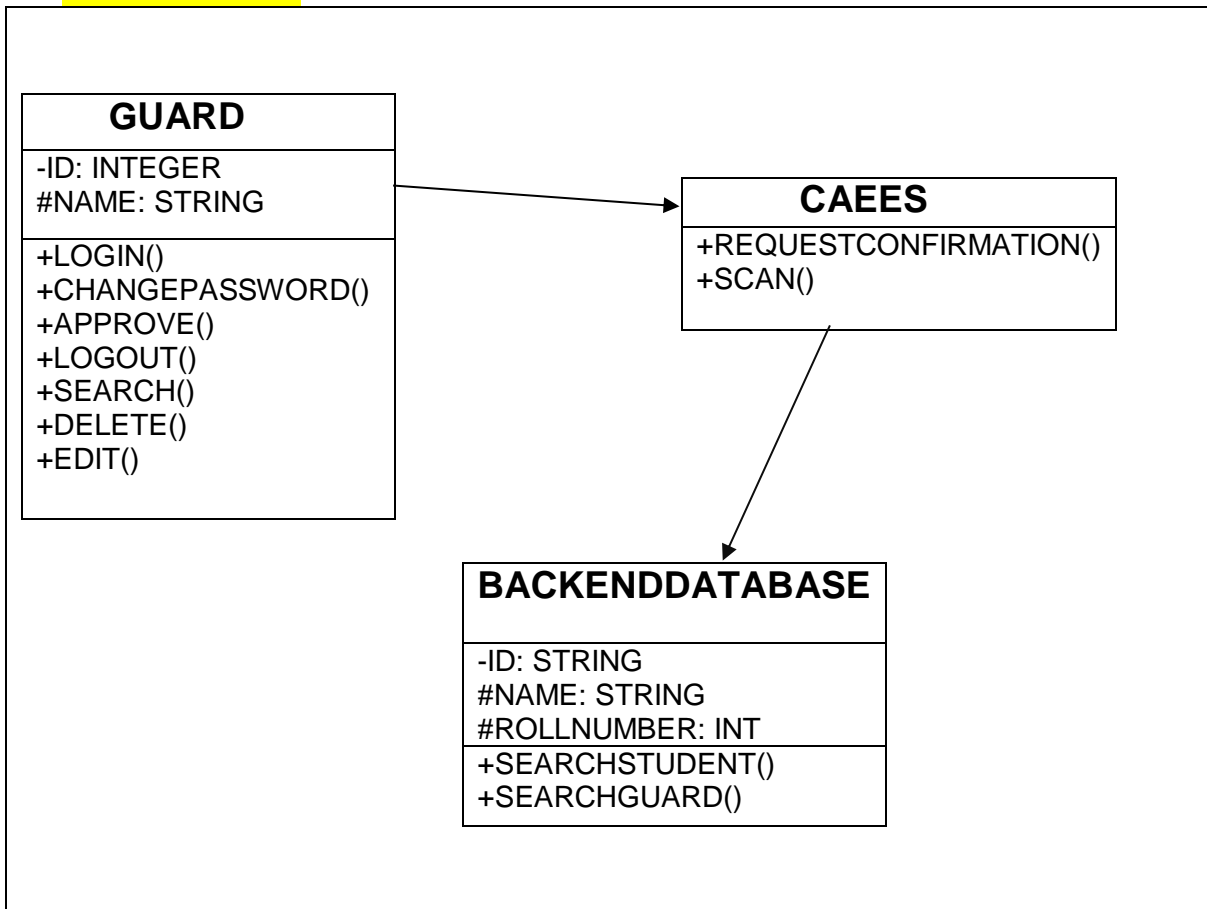 GUARD
-ID: INTEGER
#NAME: STRING
+LOGIN()
+CHANGEPASSWORD()
+APPROVE()
+LOGOUT()
+SEARCH()
+DELETE()
+EDIT()
CAEES
+REQUESTCONFIRMATION()
+SCAN()
BACKENDDATABASE
-ID: STRING
#NAME: STRING
#ROLLNUMBER: INT
+SEARCHSTUDENT()
+SEARCHGUARD()